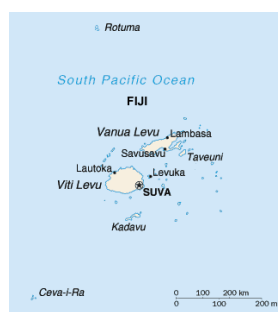 Rotuma
South Pacific Ocean
FIJI
Vanua Levu
Lambasa
Savusavu
Taveuni
Lautoka
Levuka
Viti Levu
SUVA
Kadavu
Ceva-i-Ra
0 100 200 km
0 100 200 m